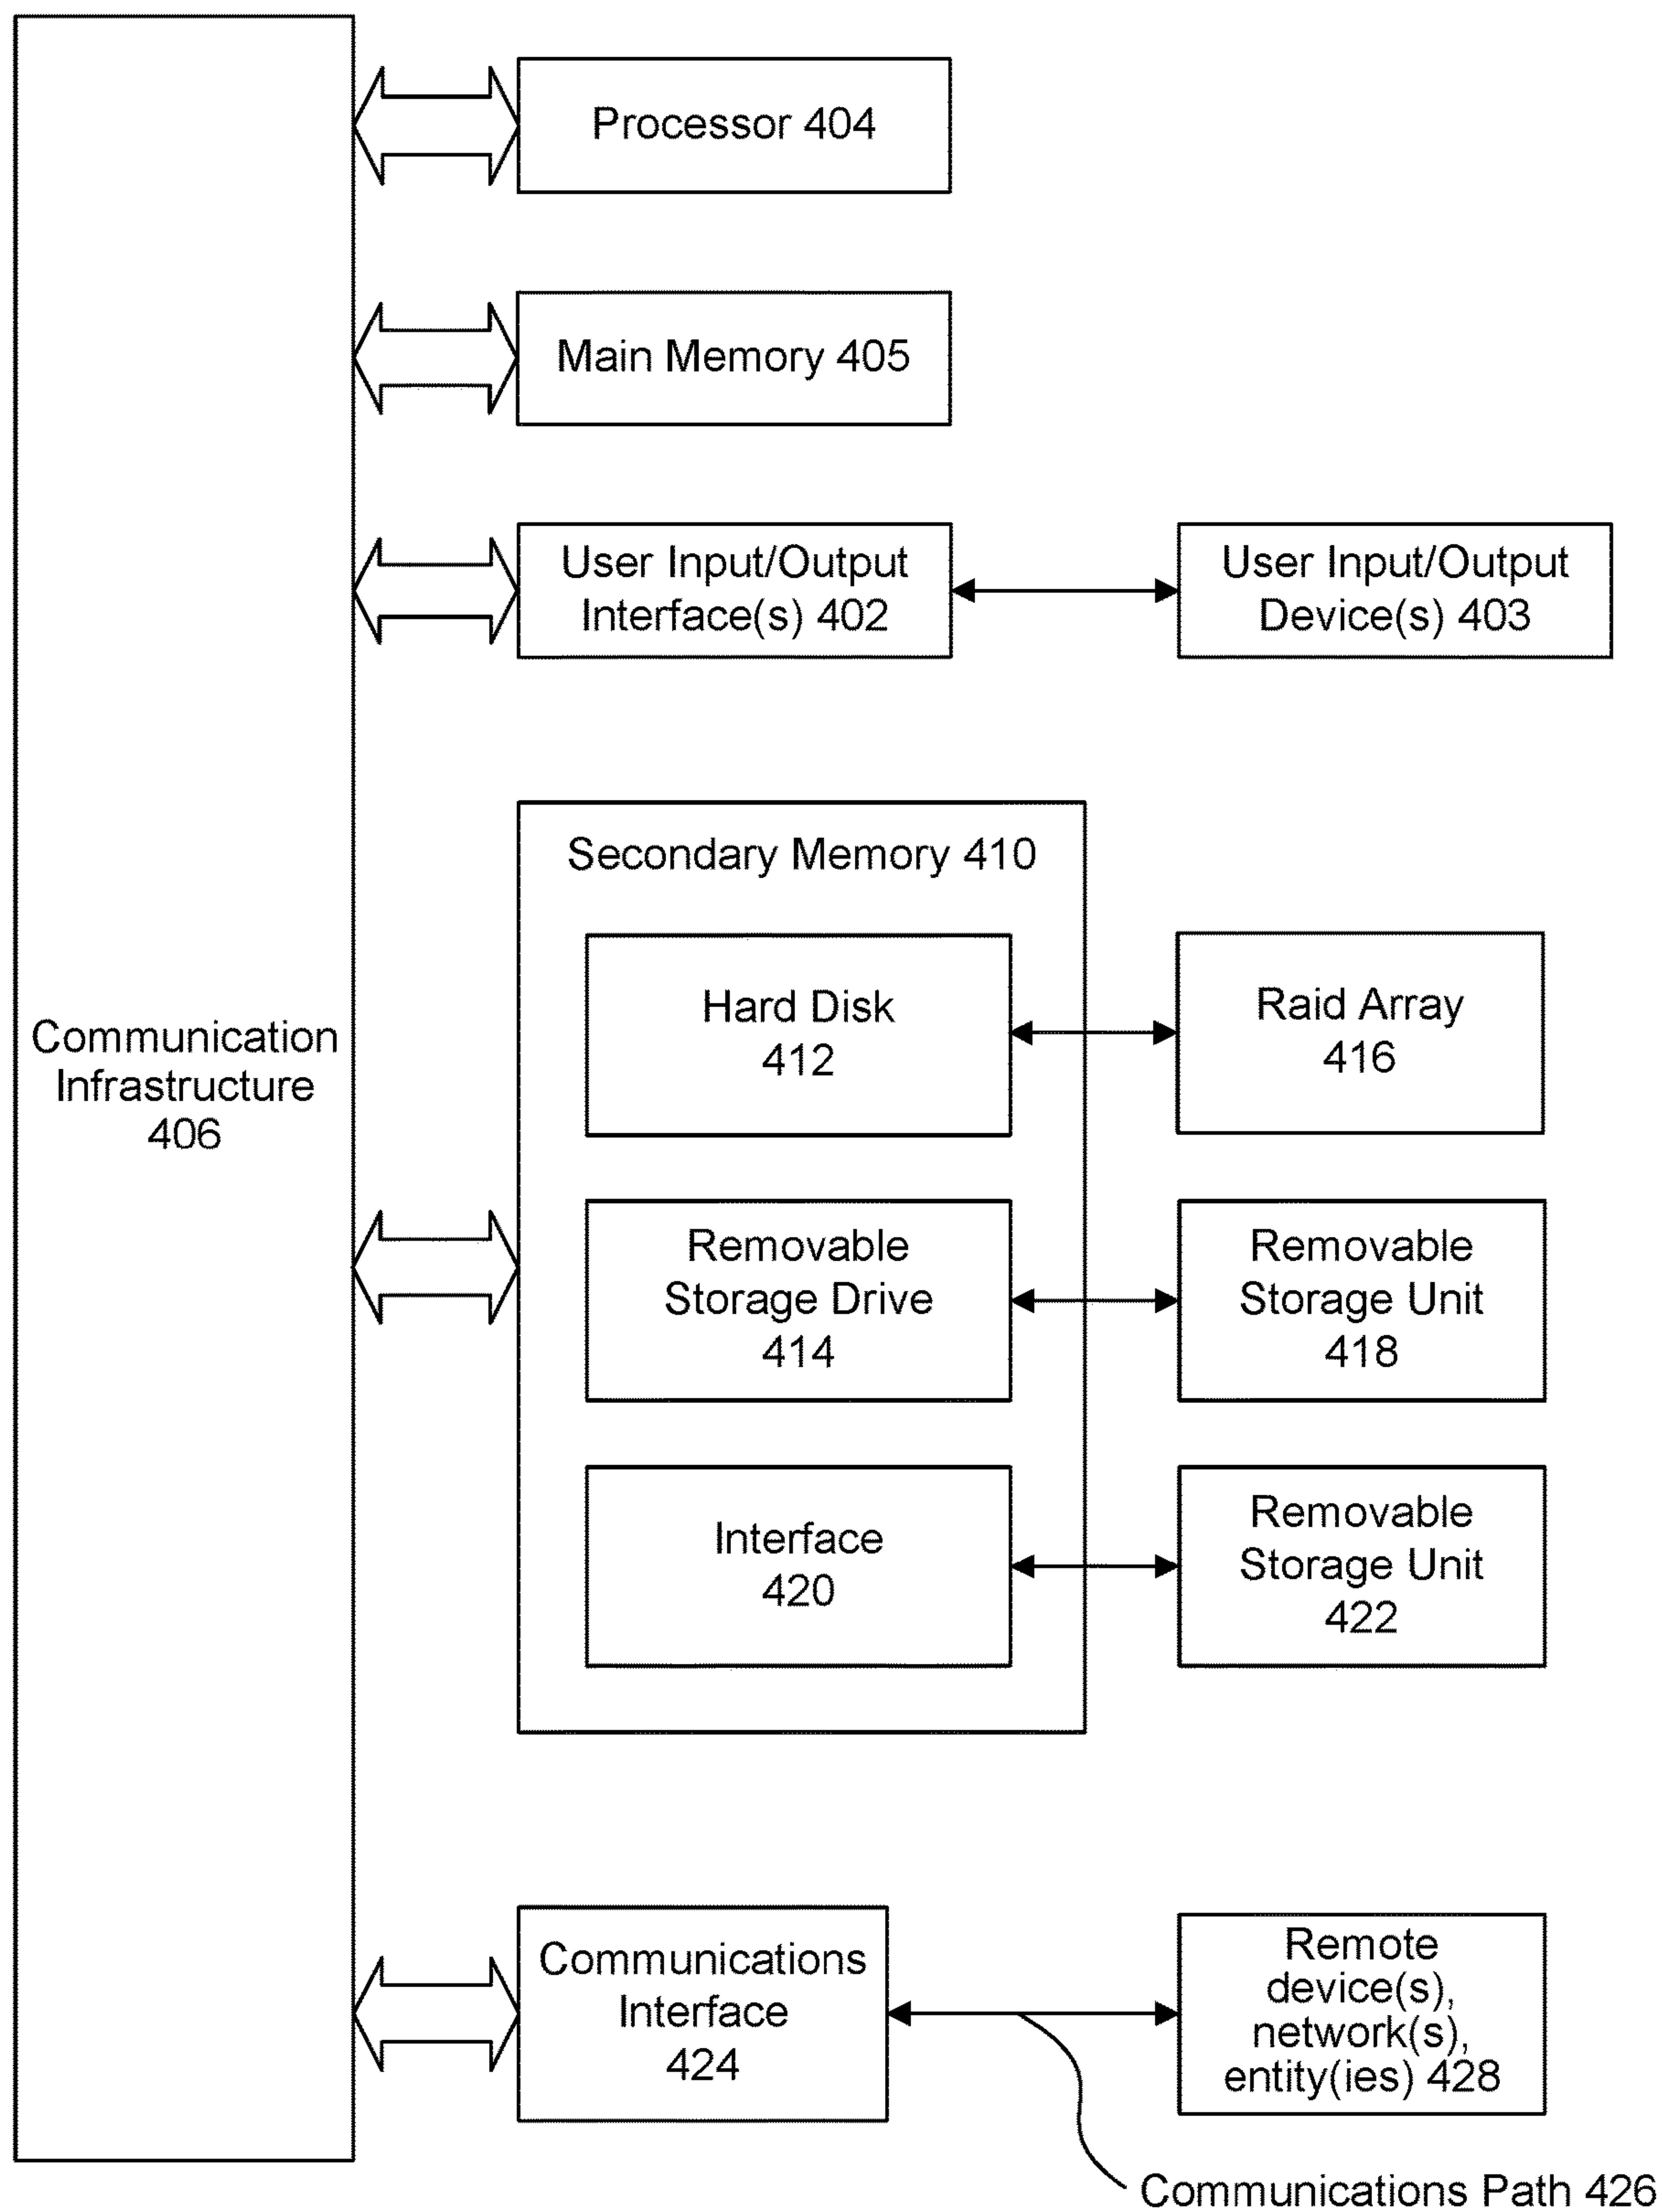 Processor 404
Main Memory 405
User Input/Output
Interface(s) 402
User Input/Output
Device(s) 403
Secondary Memory 410
Hard Disk
412
Raid Array
416
Communication
Infrastructure
406
Removable
Storage Drive
414
Removable
Storage Unit
418
Interface
420
Removable
Storage Unit
422
Communications
Interface
424
Remote
device(s),
network(s),
entity(ies) 428
Communications Path 426